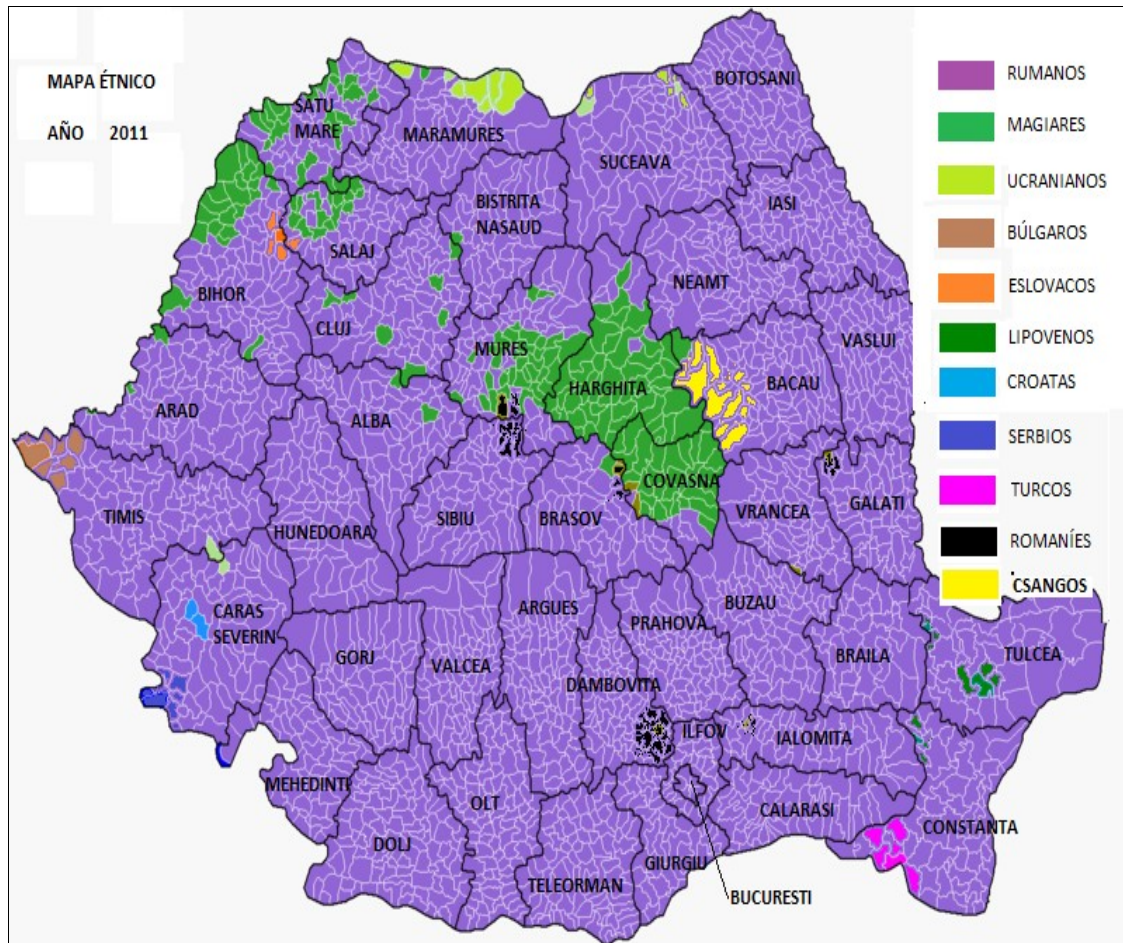 MAPA ÉTNICO
AÑO 2011
RUMANOS
MAGIARES
UCRANIANOS
BÚLGAROS
ESLOVACOS
LIPOVENOS
CROATAS
SERBIOS
TURCOS
ROMANÍES
CSANGOS
BOTOSANI
SATU
MARE
MARAMURES
SUCEAVA
IASI
BISTRITA
NASAUD
SALAJ
NEAMT
BIHOR
CLUJ
VASLUI
MURES
BACAU
HARGHITA
ARAD
ALBA
COVASNA
TIMIS
HUNEDOARA
SIBIU
BRASOV
VRANCEA
GALATI
CARAS
SEVERIN
ARGUES
BUZAU
PRAHOVA
GORJ
VALCEA
BRAILA
TULCEA
DAMBOVITA
ILFOV
IALOMITA
MEHEDINTI
OLT
CALARASI
CONSTANTA
DOLJ
GIURGIU
TELEORMAN
BUCURESTI